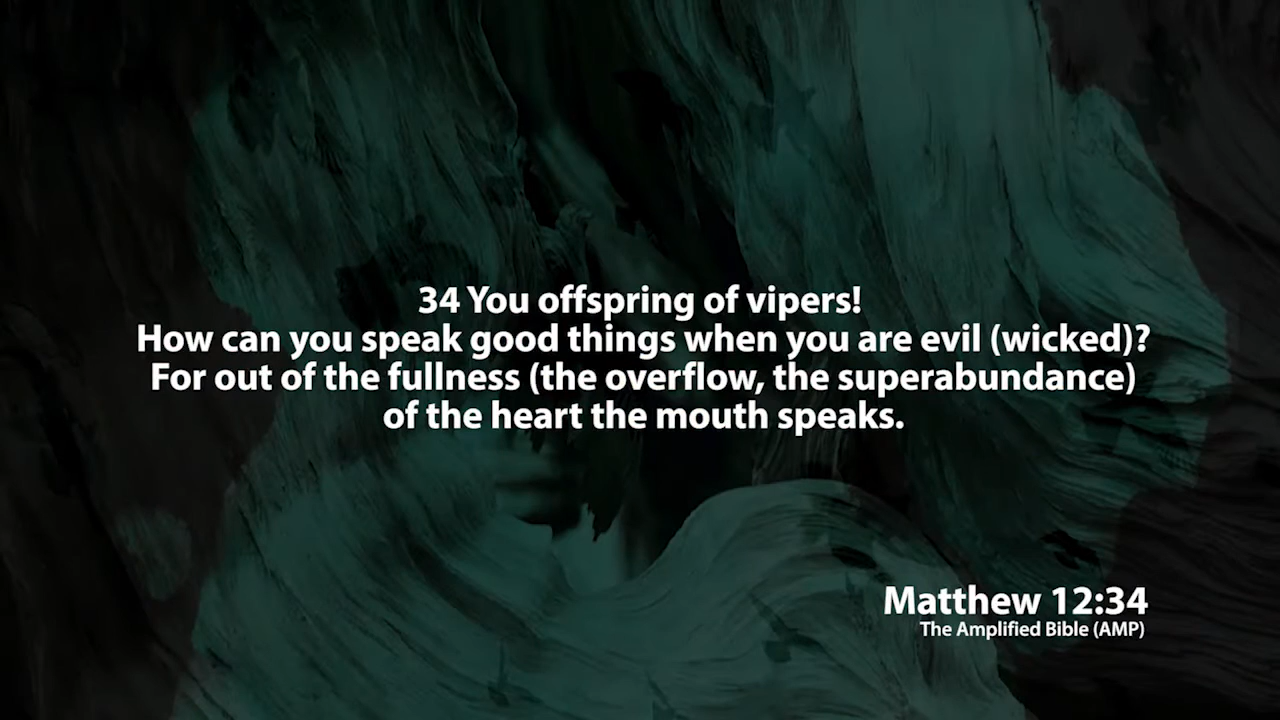 34 You offspring of vipers!
How can you speak good things when you are evil (wicked)?
For out of the fullness (the overflow, the superabundance)
of the heart the mouth speaks.
Matthew 12:34
The Amplified Bible (AMP)